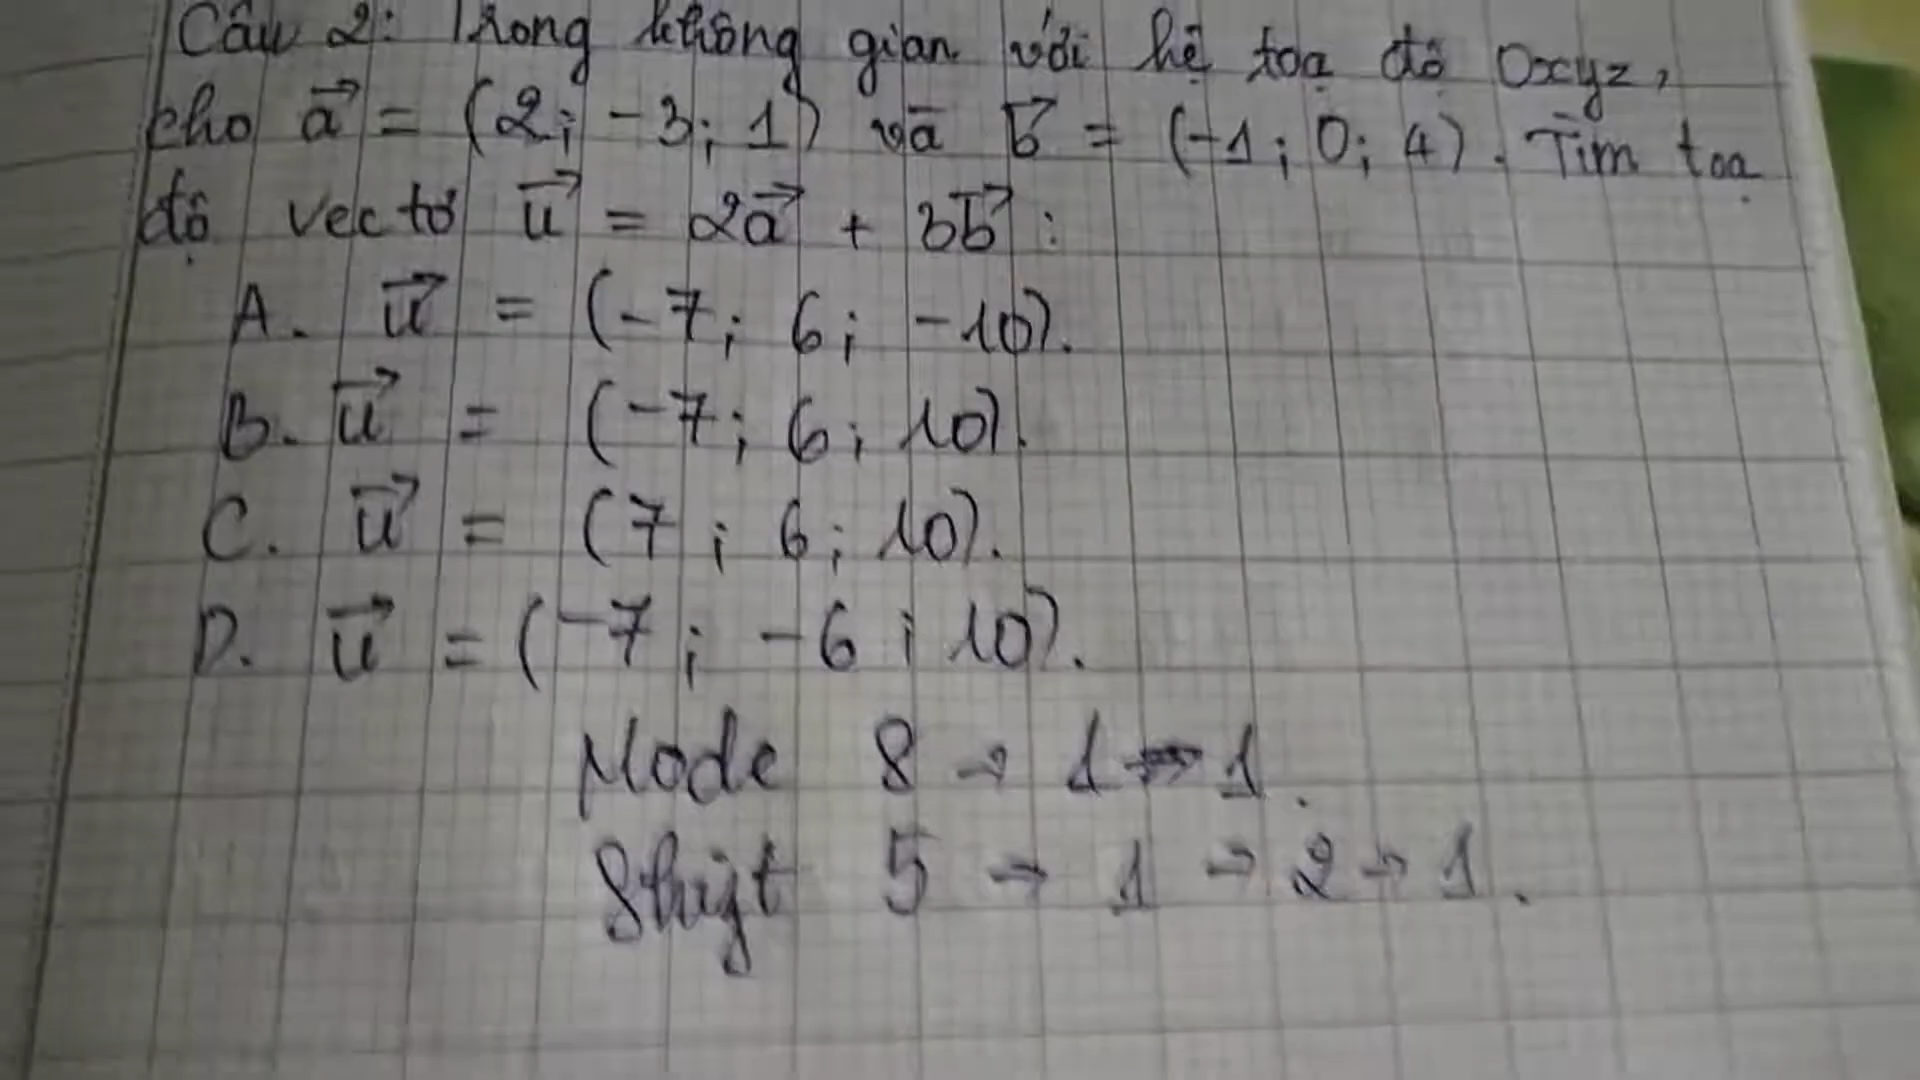 Câu 2: Trong không gian với hệ toạ độ Oxyz,
cho a⃗ = (2; -3; 1) và b⃗ = (-1; 0; 4). Tìm toạ
độ vectơ u⃗ = 2a⃗ + 3b⃗ :
A. u⃗ = (-7; 6; -10).
B. u⃗ = (-7; 6; 10).
C. u⃗ = (7; 6; 10).
D. u⃗ = (-7; -6; 10).
Mode 8 → 1 → 1.
Shift 5 → 1 → 2 → 1.